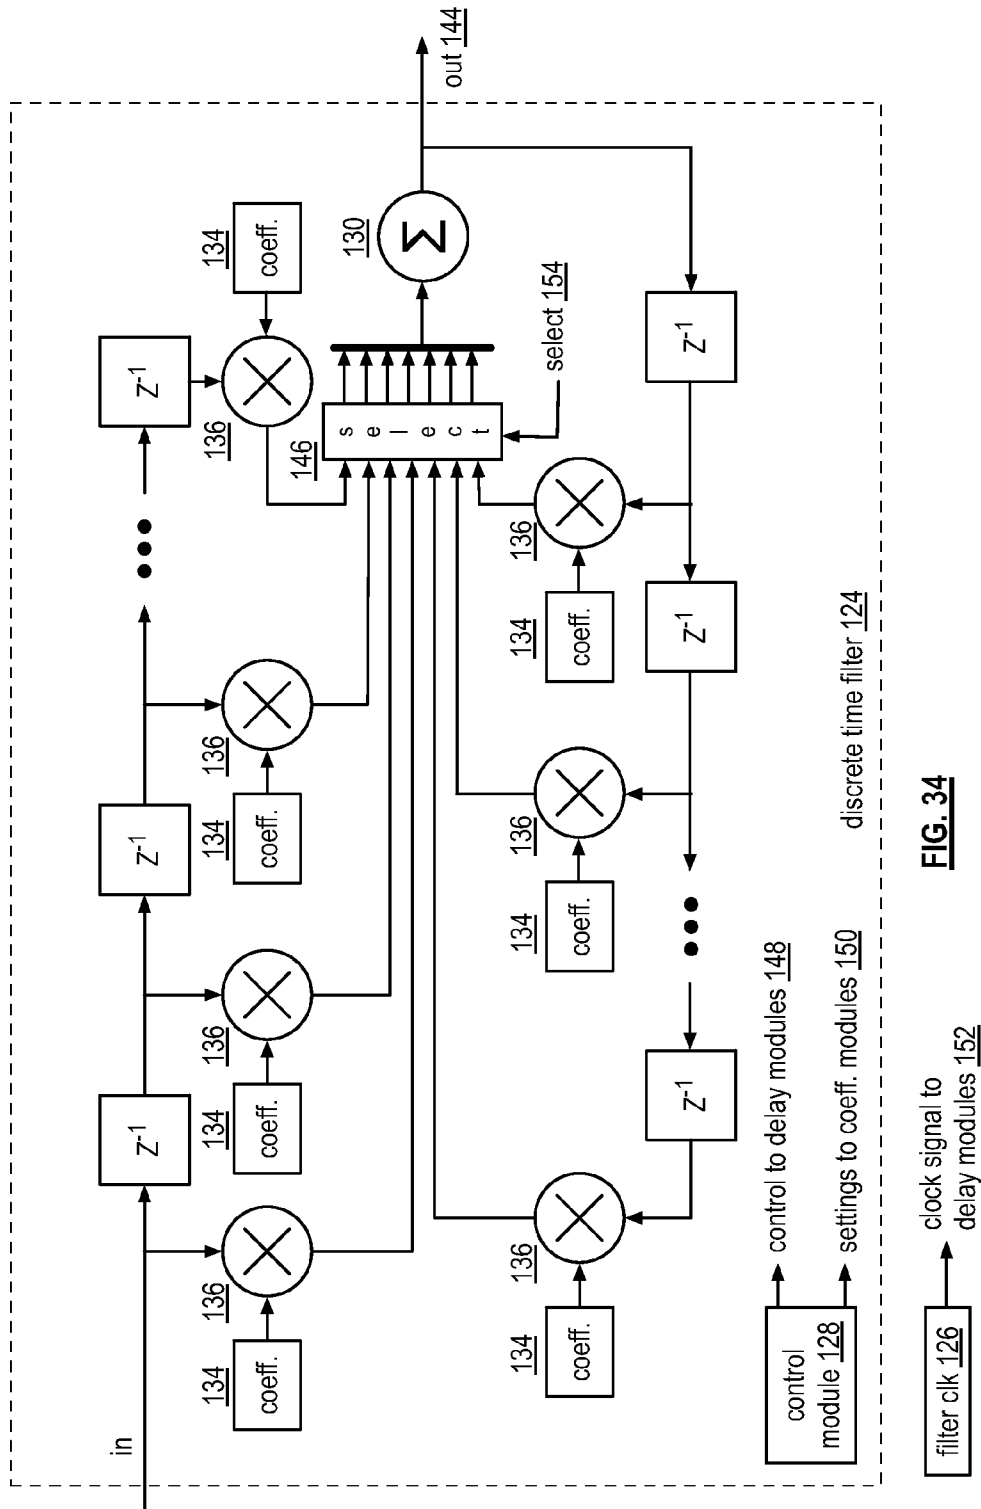 in
Z-1
Z-1
Z-1
134
136
134
136
134
136
136
134
coeff.
coeff.
coeff.
coeff.
146
select
130
Σ
out 144
select 154
134
136
134
136
134
136
coeff.
coeff.
coeff.
Z-1
Z-1
Z-1
control
module 128
control to delay modules 148
settings to coeff. modules 150
discrete time filter 124
filter clk 126
clock signal to
delay modules 152
FIG. 34